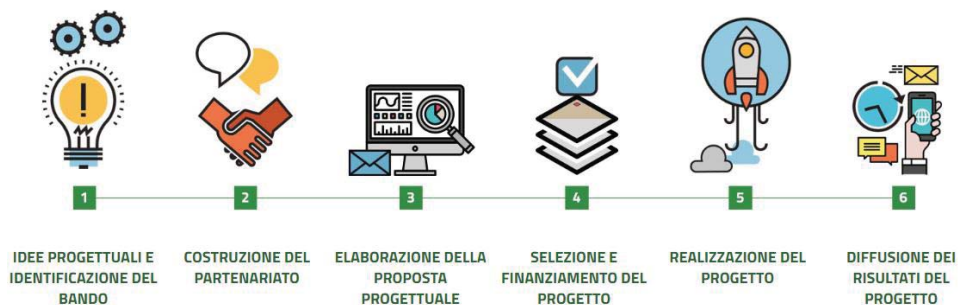 1
2
3
4
5
6
IDEE PROGETTUALI E
IDENTIFICAZIONE DEL
BANDO
COSTRUZIONE DEL
PARTENARIATO
ELABORAZIONE DELLA
PROPOSTA
PROGETTUALE
SELEZIONE E
FINANZIAMENTO DEL
PROGETTO
REALIZZAZIONE DEL
PROGETTO
DIFFUSIONE DEI
RISULTATI DEL
PROGETTO